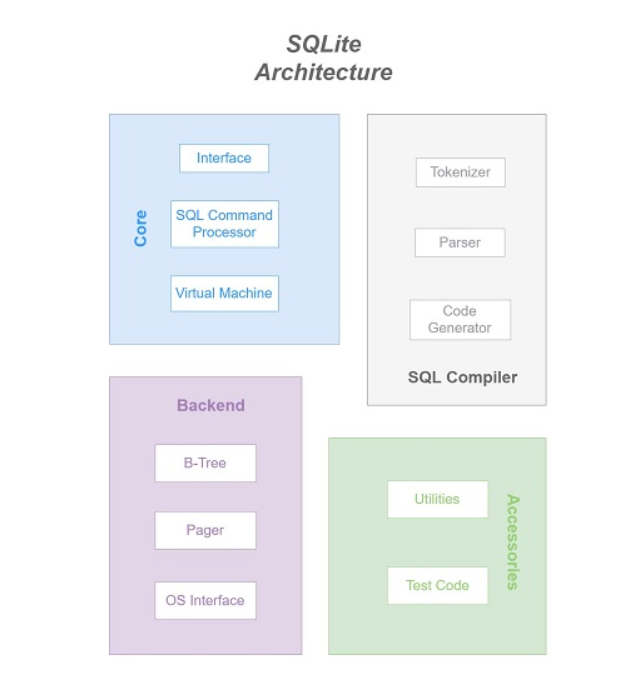 SQLite
Architecture
Core
Interface
SQL Command
Processor
Virtual Machine
Tokenizer
Parser
Code
Generator
SQL Compiler
Backend
B-Tree
Pager
OS Interface
Utilities
Test Code
Accessories